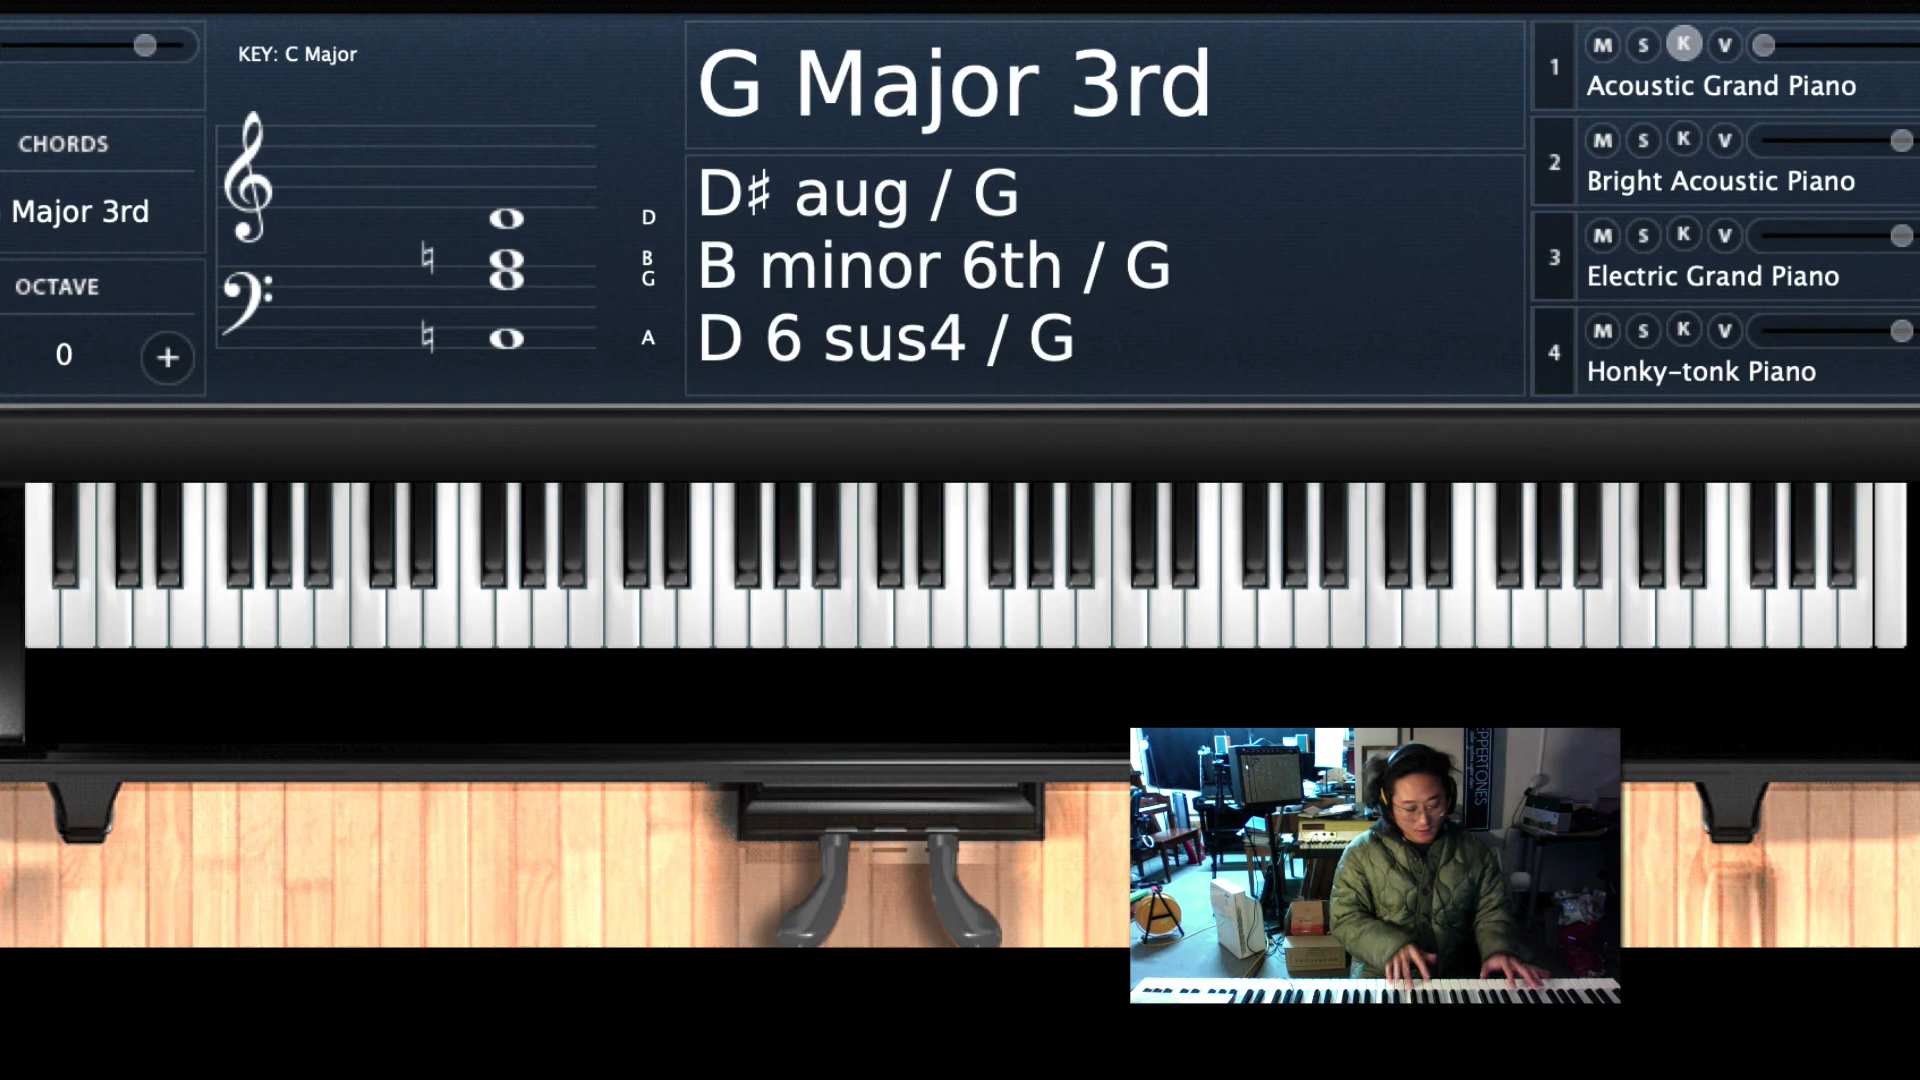 KEY: C Major
CHORDS
Major 3rd
OCTAVE
0
+
D
B
G
A
G Major 3rd
D♯ aug / G
B minor 6th / G
D 6 sus4 / G
1
M S K V
Acoustic Grand Piano
2
M S K V
Bright Acoustic Piano
3
M S K V
Electric Grand Piano
4
M S K V
Honky-tonk Piano
EPPERTONES